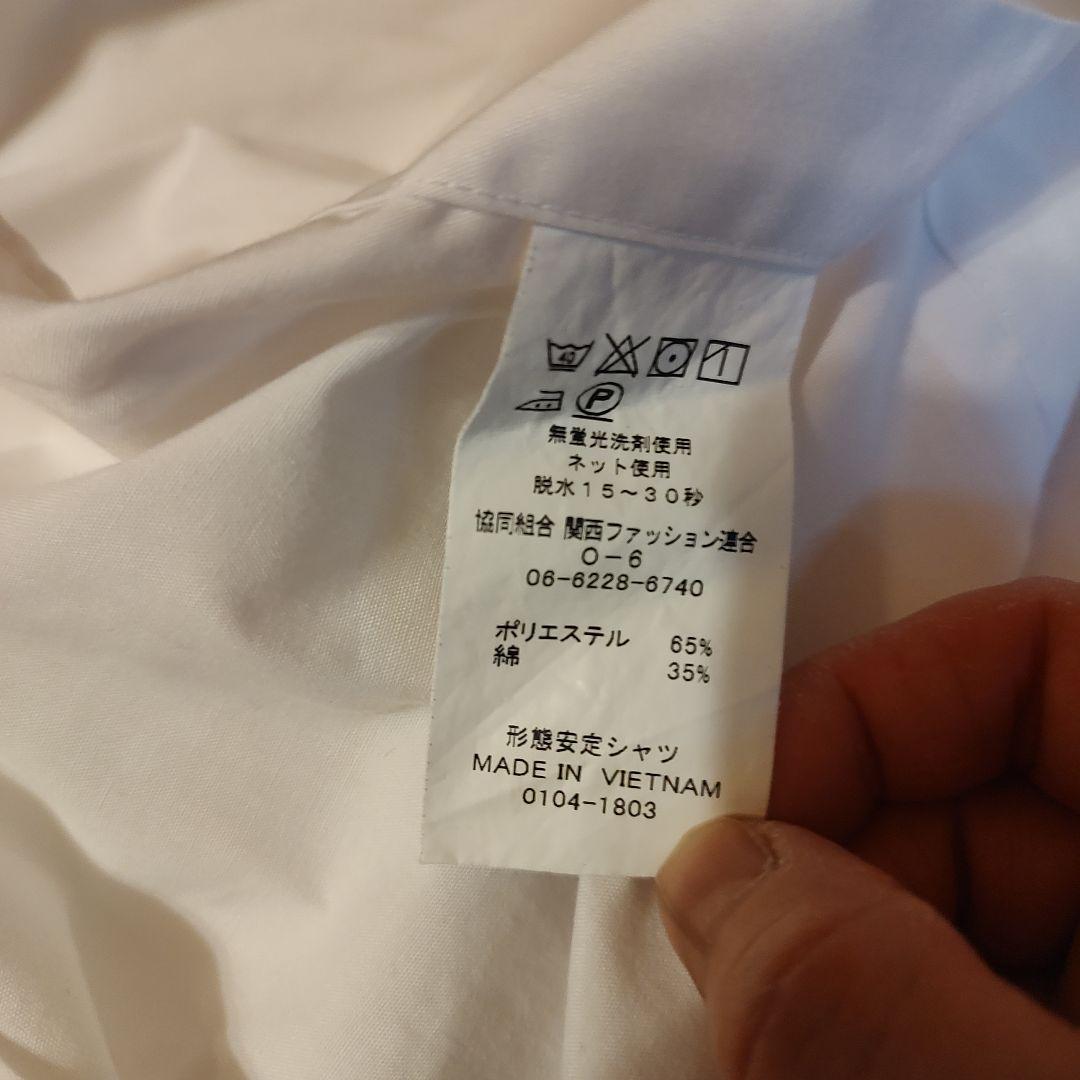 40
P
無蛍光洗剤使用
ネット使用
脱水15~30秒
協同組合 関西ファッション連合
O-6
06-6228-6740
ポリエステル 65%
綿 35%
形態安定シャツ
MADE IN VIETNAM
0104-1803